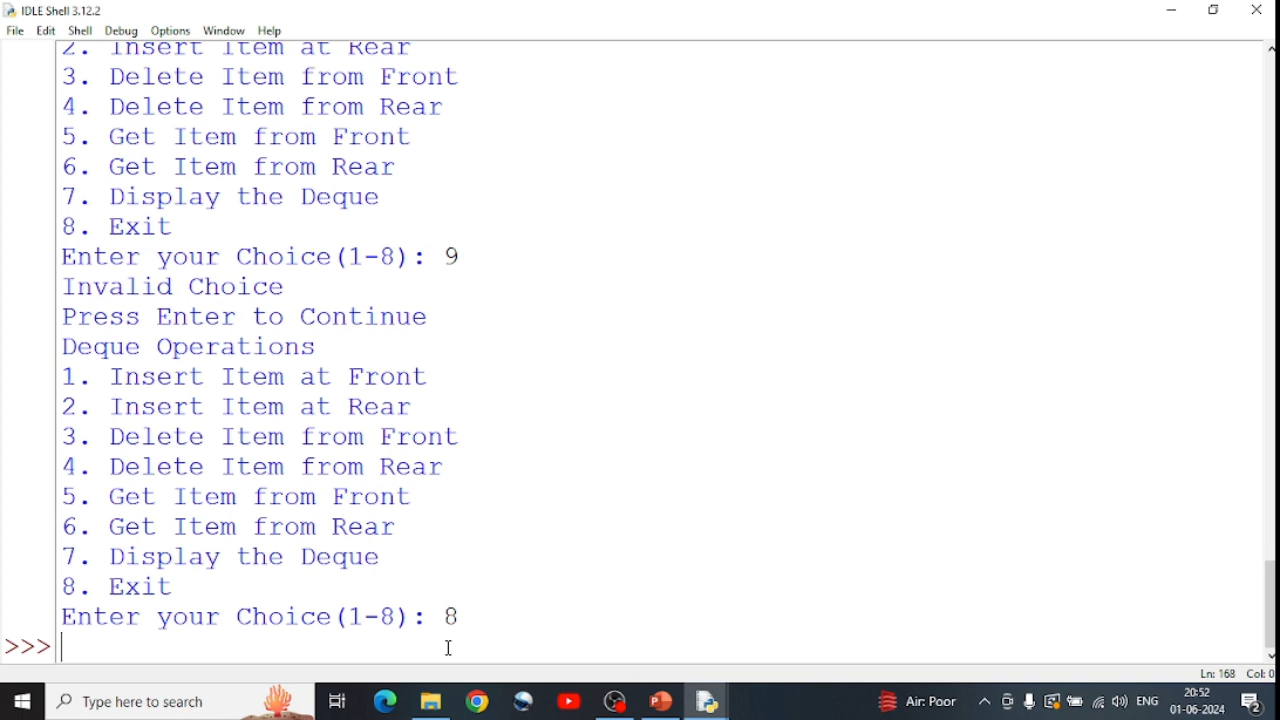 IDLE Shell 3.12.2
File Edit Shell Debug Options Window Help
2. Insert Item at Rear
3. Delete Item from Front
4. Delete Item from Rear
5. Get Item from Front
6. Get Item from Rear
7. Display the Deque
8. Exit
Enter your Choice(1-8): 9
Invalid Choice
Press Enter to Continue
Deque Operations
1. Insert Item at Front
2. Insert Item at Rear
3. Delete Item from Front
4. Delete Item from Rear
5. Get Item from Front
6. Get Item from Rear
7. Display the Deque
8. Exit
Enter your Choice(1-8): 8
>>>
Ln: 168 Col: 0
Type here to search
Air: Poor
ENG
20:52
01-06-2024
2